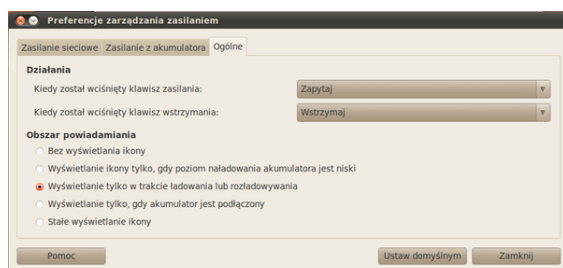 Preferencje zarządzania zasilaniem
Zasilanie sieciowe Zasilanie z akumulatora Ogólne
Działania
Kiedy został wciśnięty klawisz zasilania: Zapytaj
Kiedy został wciśnięty klawisz wstrzymania: Wstrzymaj
Obszar powiadamiania
Bez wyświetlania ikony
Wyświetlanie ikony tylko, gdy poziom naładowania akumulatora jest niski
Wyświetlanie tylko w trakcie ładowania lub rozładowywania
Wyświetlanie tylko, gdy akumulator jest podłączony
Stałe wyświetlanie ikony
Pomoc Ustaw domyślnym Zamknij